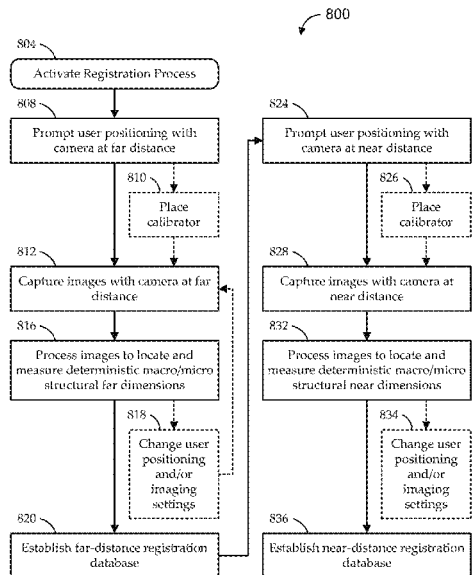 800
804
Activate Registration Process
808
Prompt user positioning with
camera at far distance
810
Place
calibrator
812
Capture images with camera at far
distance
816
Process images to locate and
measure deterministic macro/micro
structural far dimensions
818
Change user
positioning
and/or
imaging
settings
820
Establish far-distance registration
database
824
Prompt user positioning with
camera at near distance
826
Place
calibrator
828
Capture images with camera at
near distance
832
Process images to locate and
measure deterministic macro/micro
structural near dimensions
834
Change user
positioning
and/or
imaging
settings
836
Establish near-distance registration
database